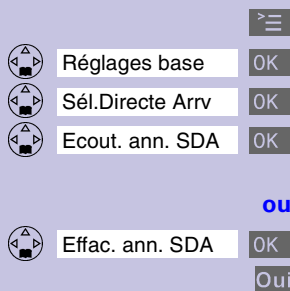 Réglages base OK
Sél.Directe Arrv OK
Ecout. ann. SDA OK
ou
Effac. ann. SDA OK
Oui